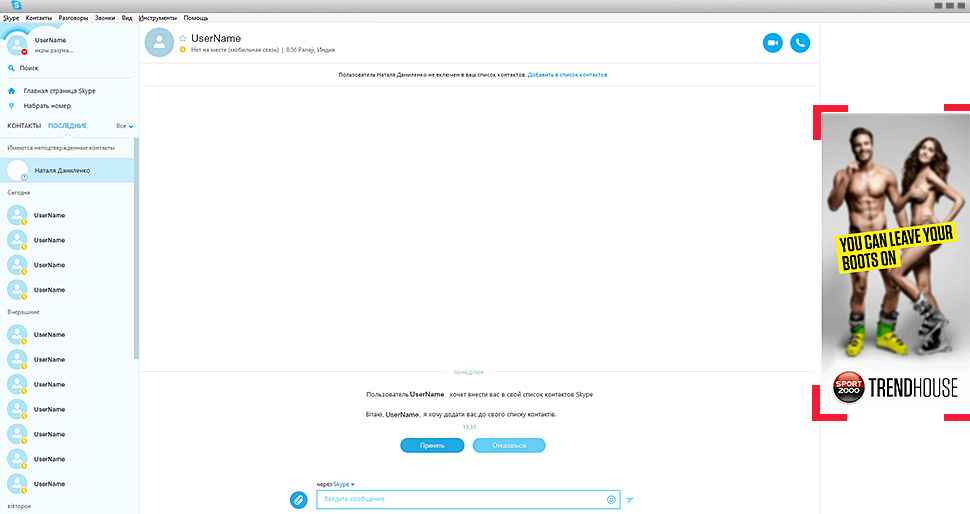 Skype Контакты Разговоры Звонки Вид Инструменты Помощь
UserName
икры разума...
Поиск
Главная страница Skype
Набрать номер
КОНТАКТЫ ПОСЛЕДНИЕ Все
Имеются неподтвержденные контакты
Наталя Даниленко
Сегодня
UserName
UserName
UserName
UserName
Вчерашние
UserName
UserName
UserName
UserName
UserName
UserName
UserName
вівторок
UserName
Нет на месте (мобильная связь) | 8:56 Panaji, Индия
Пользователь Наталя Даниленко не включен в ваш список контактов. Добавить в список контактов
понеділок
Пользователь UserName хочет внести вас в свой список контактов Skype
Вітаю, UserName, я хочу додати вас до свого списку контактів.
13:33
Принять Отказаться
через Skype
Введите сообщение
YOU CAN LEAVE YOUR
BOOTS ON
SPORT
2000
TRENDHOUSE